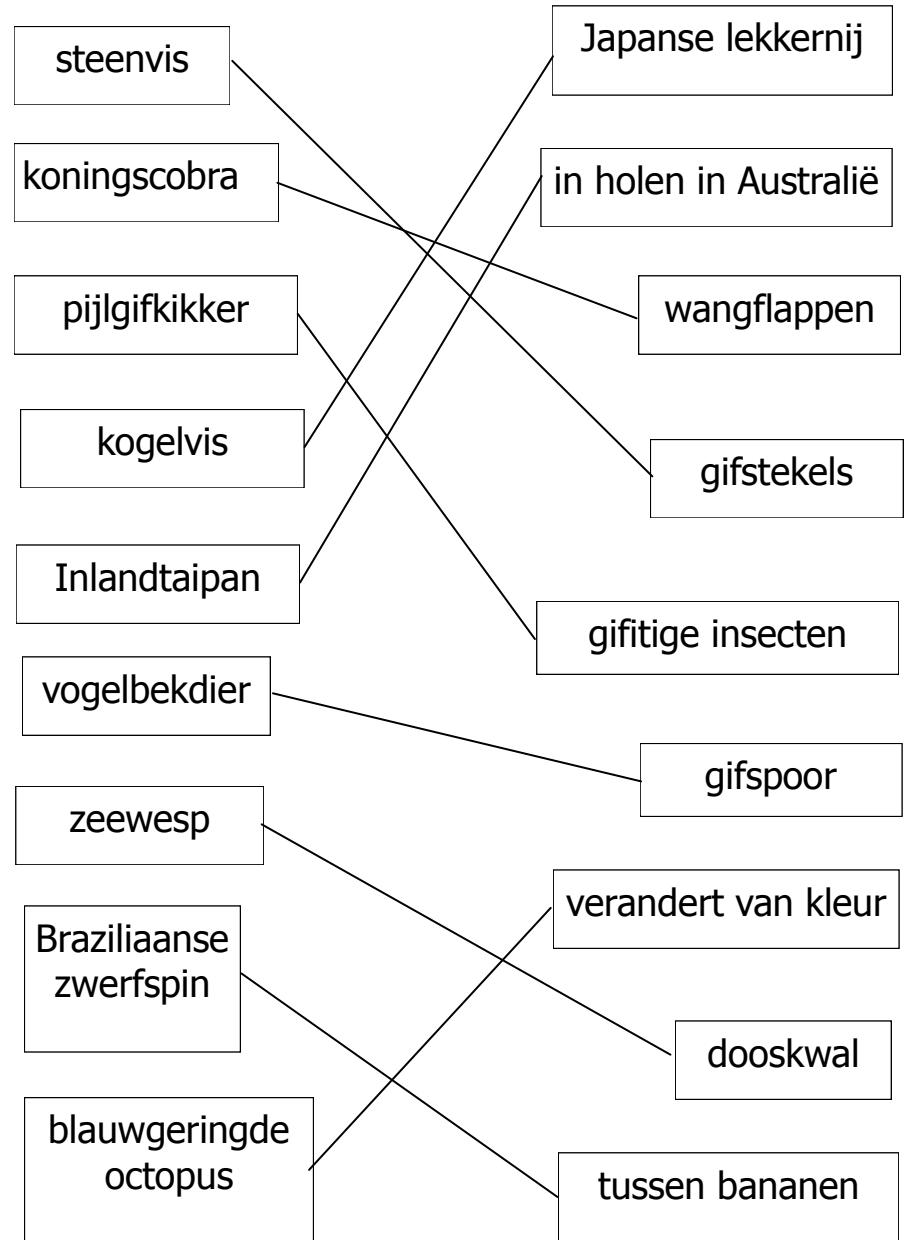 steenvis
Japanse lekkernij
koningscobra
in holen in Australië
pijlgifkikker
wangflappen
kogelvis
gifstekels
Inlandtaipan
gifitige insecten
vogelbekdier
gifspoor
zeewesp
verandert van kleur
Braziliaanse
zwerfspin
dooskwal
blauwgeringde
octopus
tussen bananen